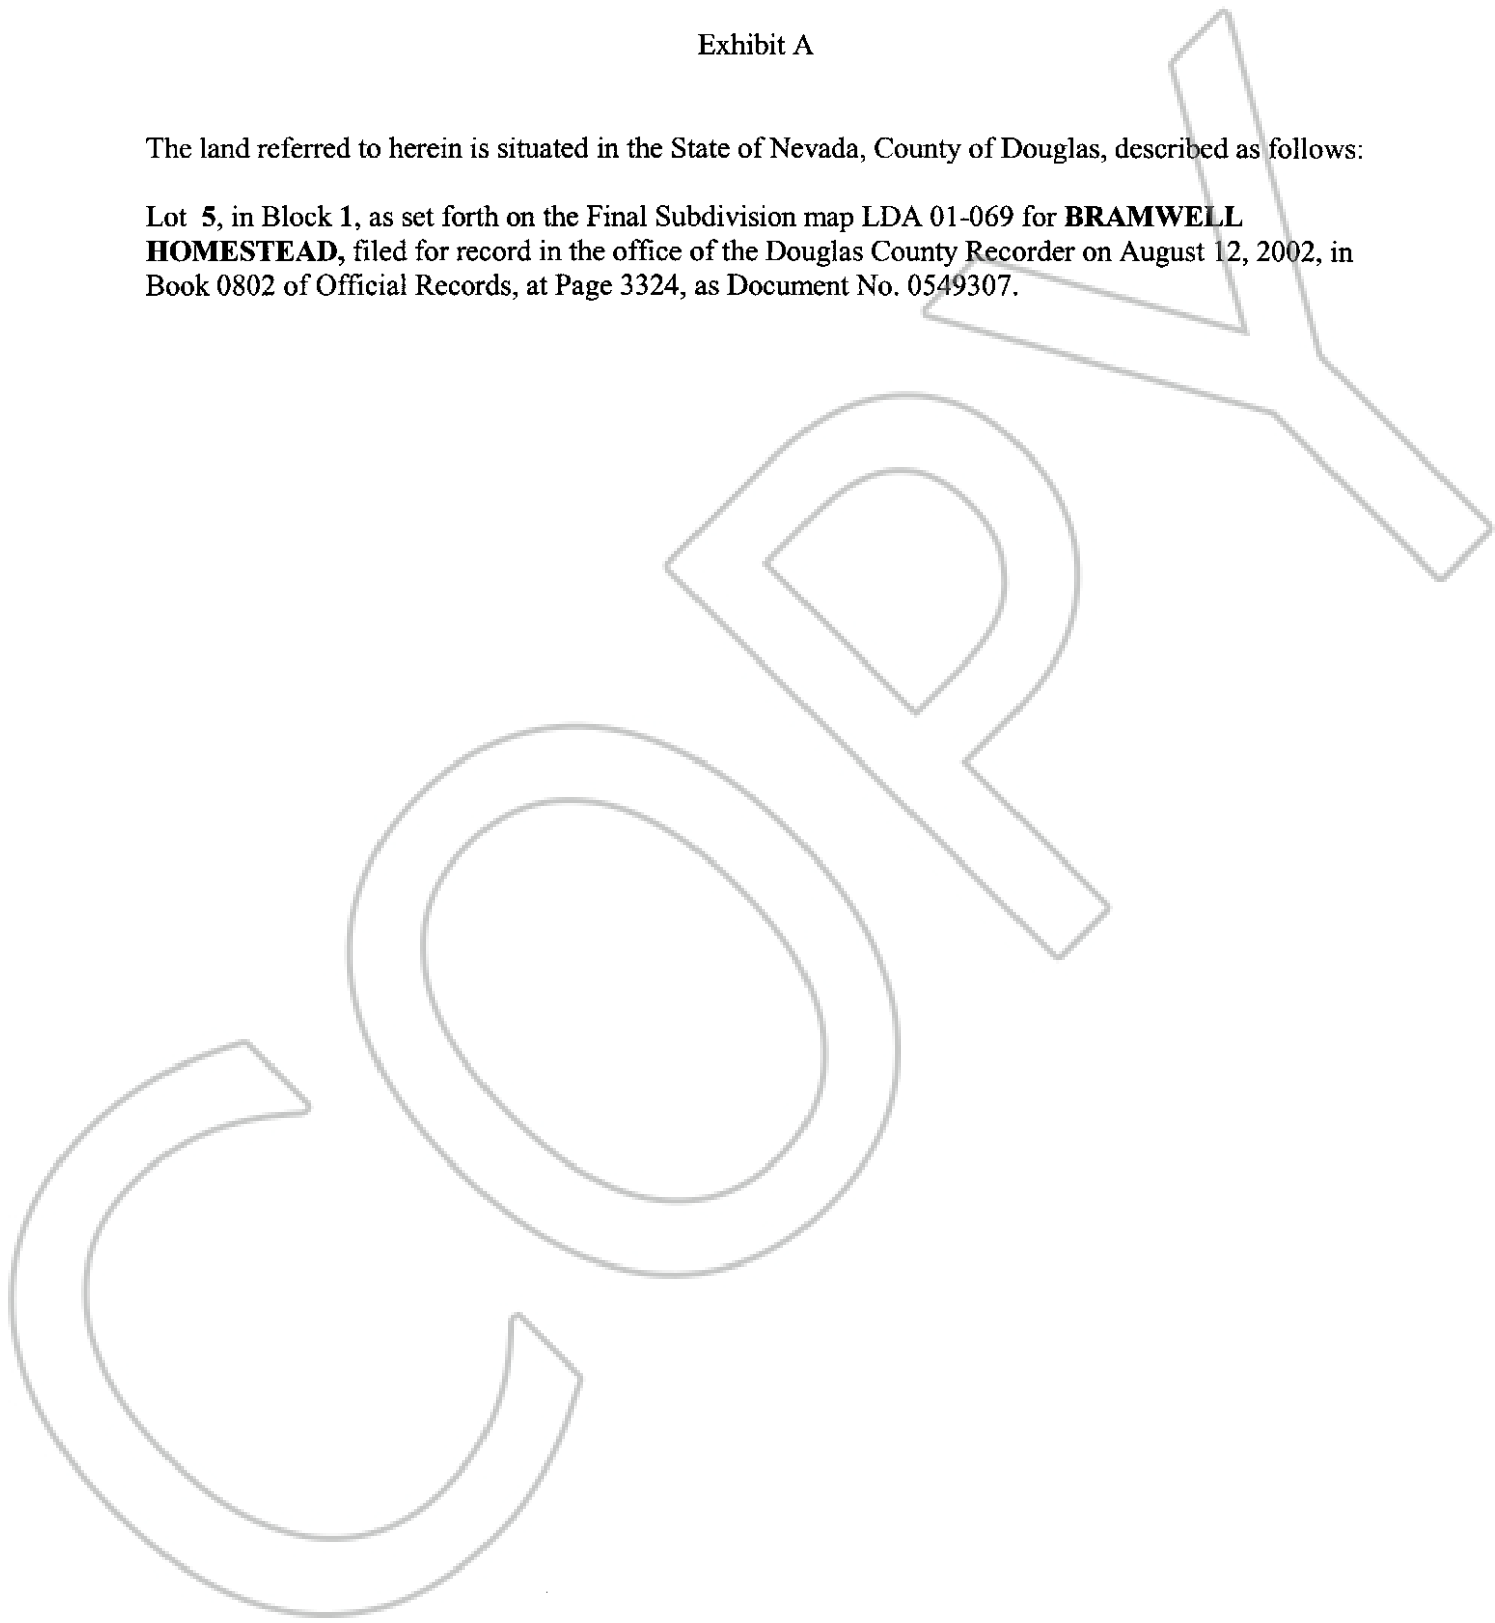 Exhibit A
The land referred to herein is situated in the State of Nevada, County of Douglas, described as follows:
Lot 5, in Block 1, as set forth on the Final Subdivision map LDA 01-069 for BRAMWELL
HOMESTEAD, filed for record in the office of the Douglas County Recorder on August 12, 2002, in
Book 0802 of Official Records, at Page 3324, as Document No. 0549307.
COPY